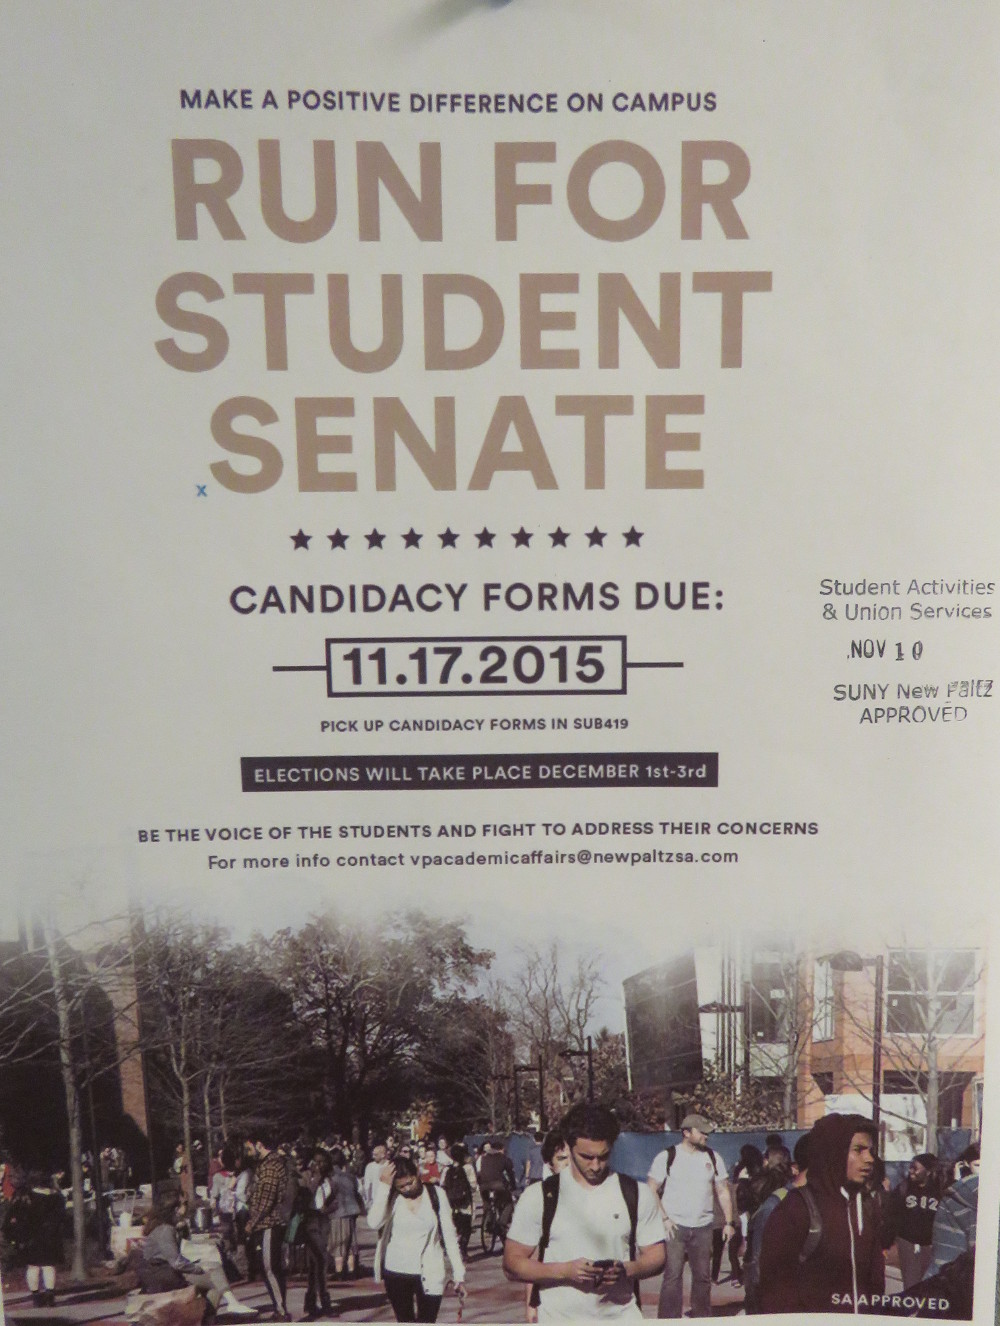 MAKE A POSITIVE DIFFERENCE ON CAMPUS
RUN FOR
STUDENT
SENATE
x
CANDIDACY FORMS DUE:
11.17.2015
PICK UP CANDIDACY FORMS IN SUB419
ELECTIONS WILL TAKE PLACE DECEMBER 1st-3rd
BE THE VOICE OF THE STUDENTS AND FIGHT TO ADDRESS THEIR CONCERNS
For more info contact vpacademicaffairs@newpaltzsa.com
Student Activities
& Union Services
NOV 10
SUNY New Paltz
APPROVED
S12
SA APPROVED